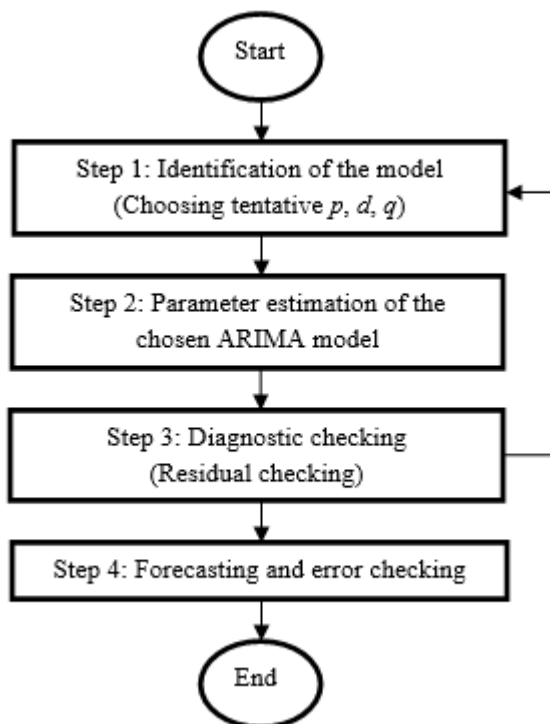 Start
Step 1: Identification of the model
(Choosing tentative p, d, q)
Step 2: Parameter estimation of the
chosen ARIMA model
Step 3: Diagnostic checking
(Residual checking)
Step 4: Forecasting and error checking
End